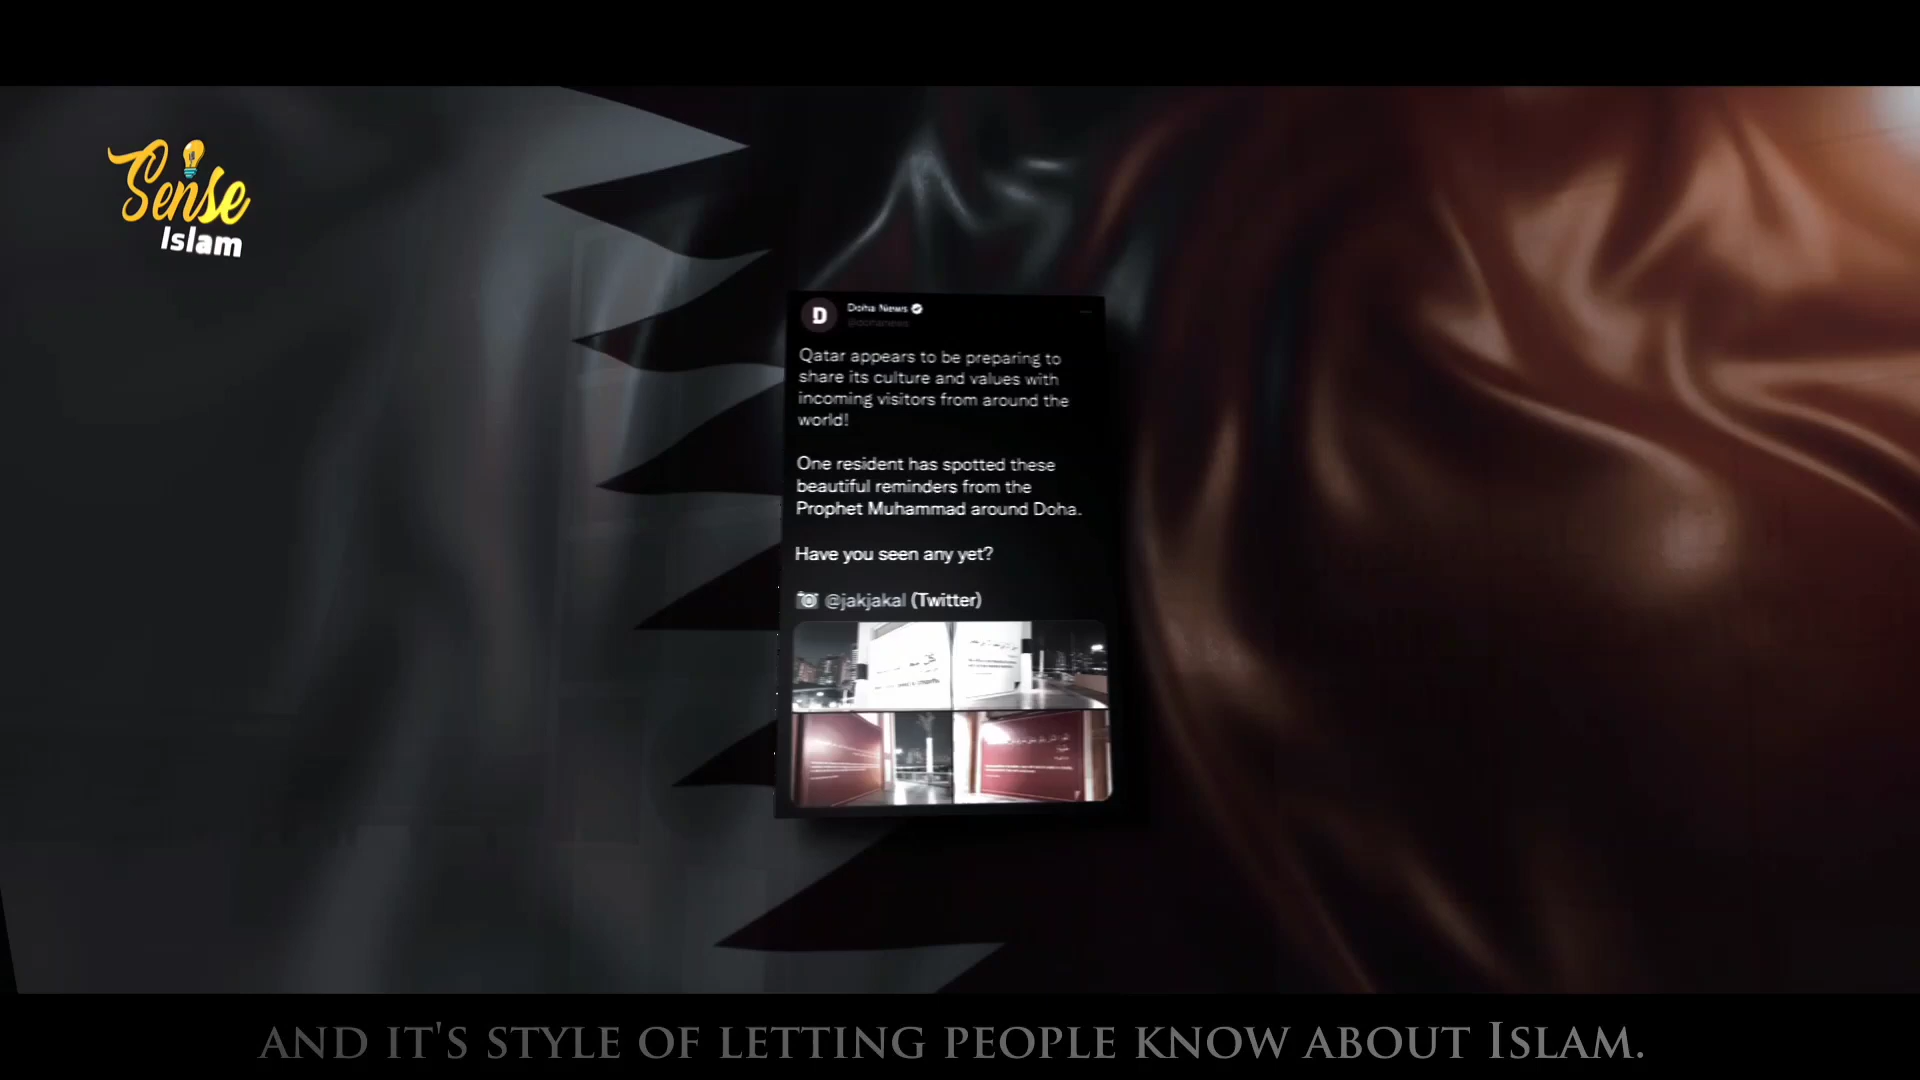 Sense
Islam
D
Doha News
@dohanews
Qatar appears to be preparing to
share its culture and values with
incoming visitors from around the
world!
One resident has spotted these
beautiful reminders from the
Prophet Muhammad around Doha.
Have you seen any yet?
@jakjakal (Twitter)
AND IT'S STYLE OF LETTING PEOPLE KNOW ABOUT ISLAM.